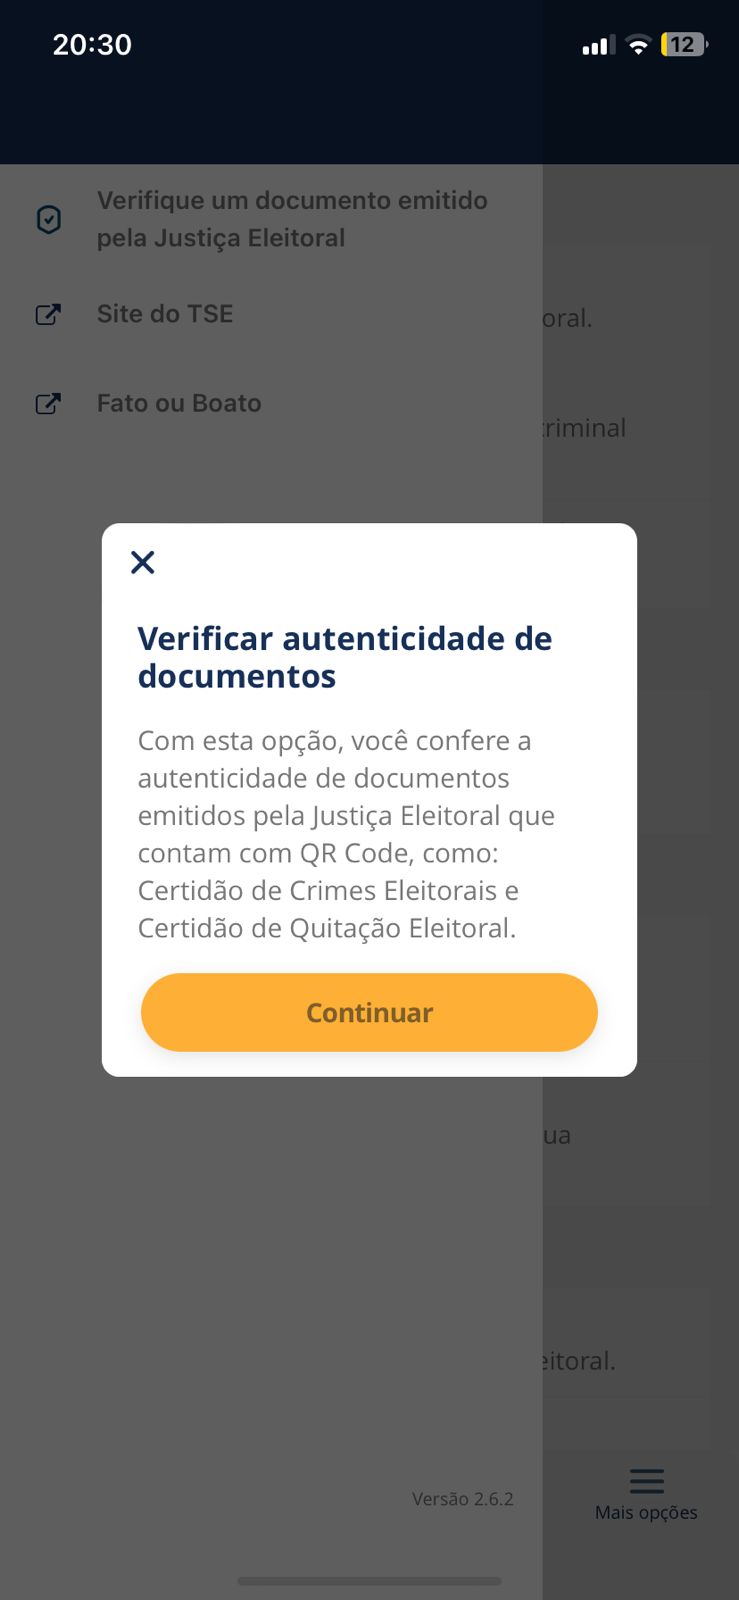 20:30
12
Verifique um documento emitido
pela Justiça Eleitoral
Site do TSE
oral.
Fato ou Boato
criminal
Verificar autenticidade de
documentos
Com esta opção, você confere a
autenticidade de documentos
emitidos pela Justiça Eleitoral que
contam com QR Code, como:
Certidão de Crimes Eleitorais e
Certidão de Quitação Eleitoral.
Continuar
ua
eitoral.
Versão 2.6.2
Mais opções